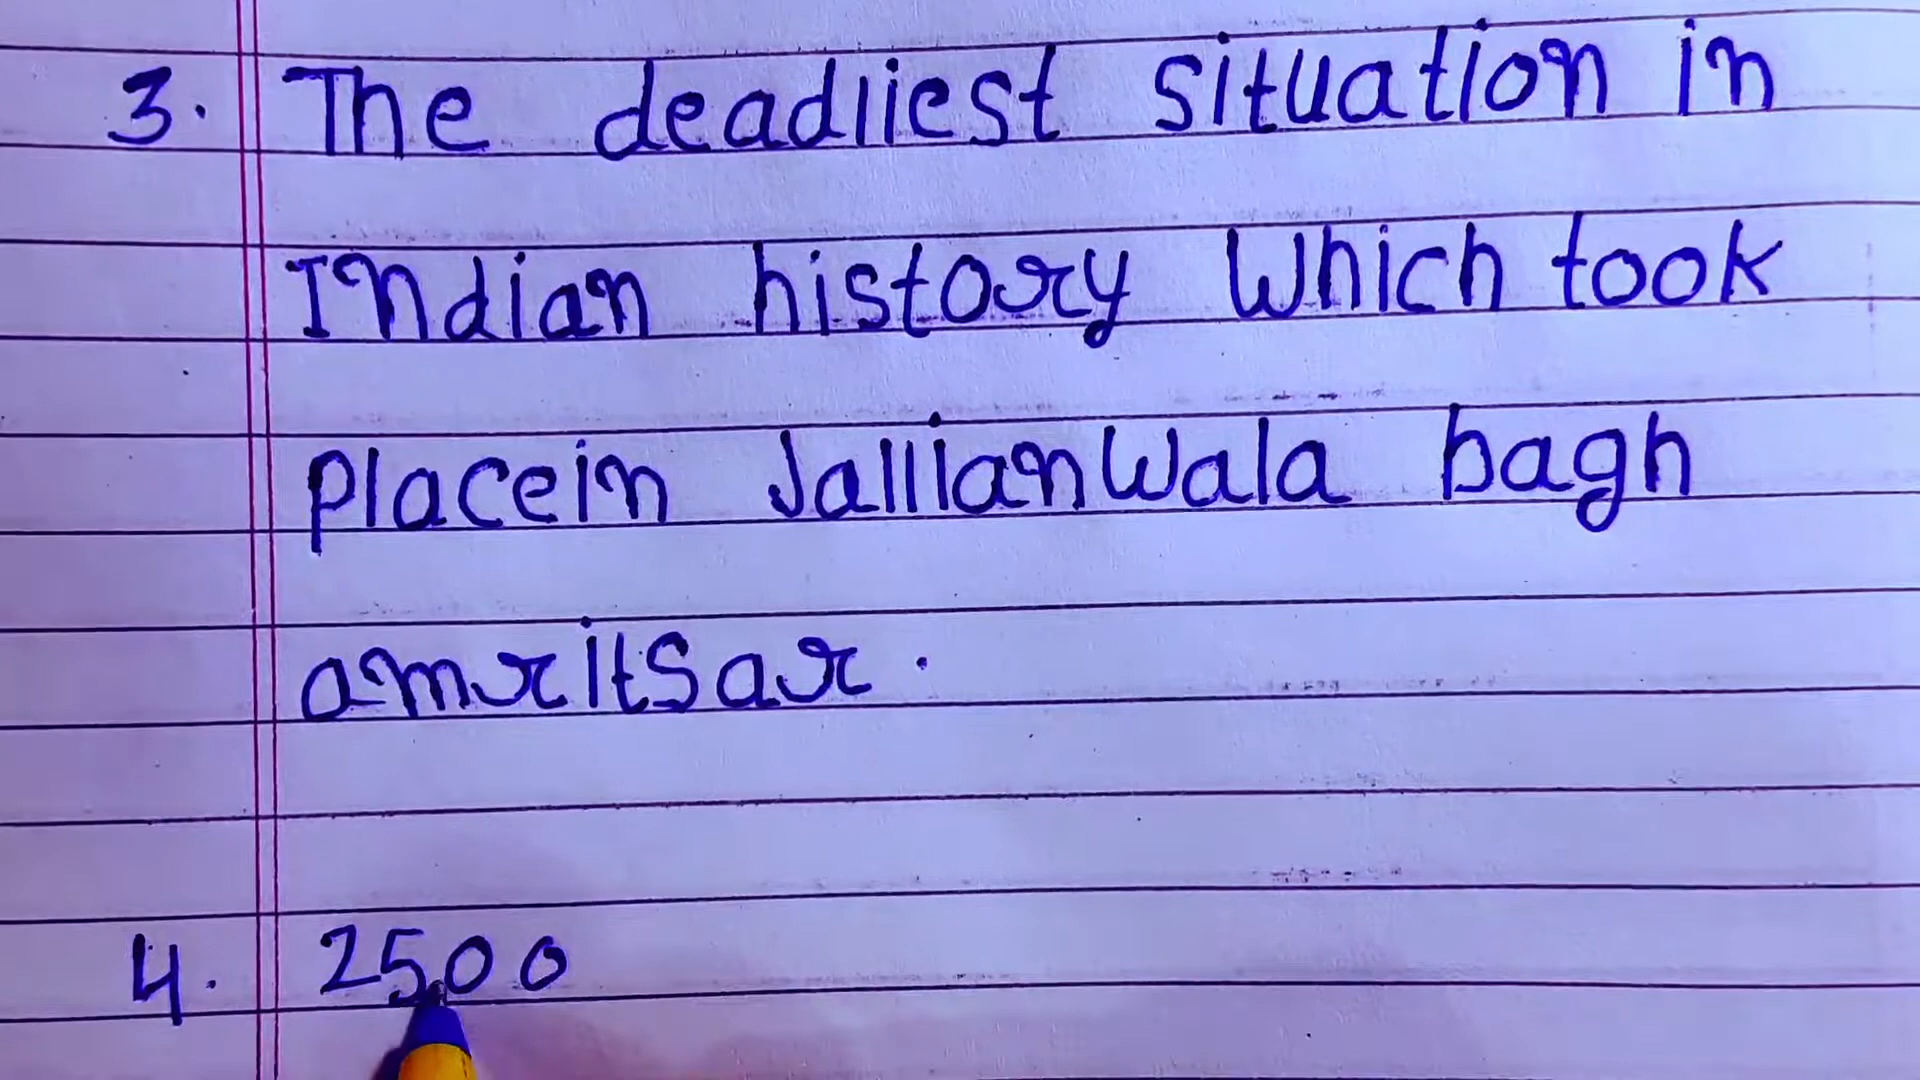 3. The deadliest situation in
Indian history Which took
placein Jallianwala bagh
amritsar.
4. 2500